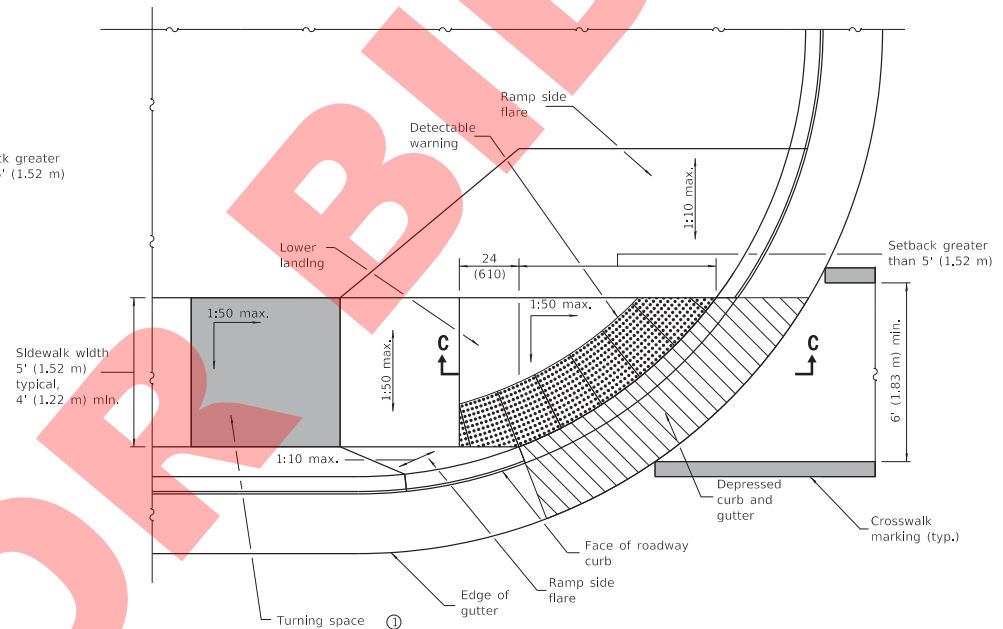 ck greater
5' (1.52 m)
Ramp side
flare
Detectable
warning
1:10 max.
Lower
landing
24
(610)
Setback greater
than 5' (1.52 m)
1:50 max.
1:50 max.
Sidewalk width
5' (1.52 m)
typical,
4' (1.22 m) min.
1:50 max.
C
C
6' (1.83 m) min.
1:10 max.
Depressed
curb and
gutter
Crosswalk
marking (typ.)
Face of roadway
curb
Ramp side
flare
Edge of
gutter
Turning space ①
OR BID